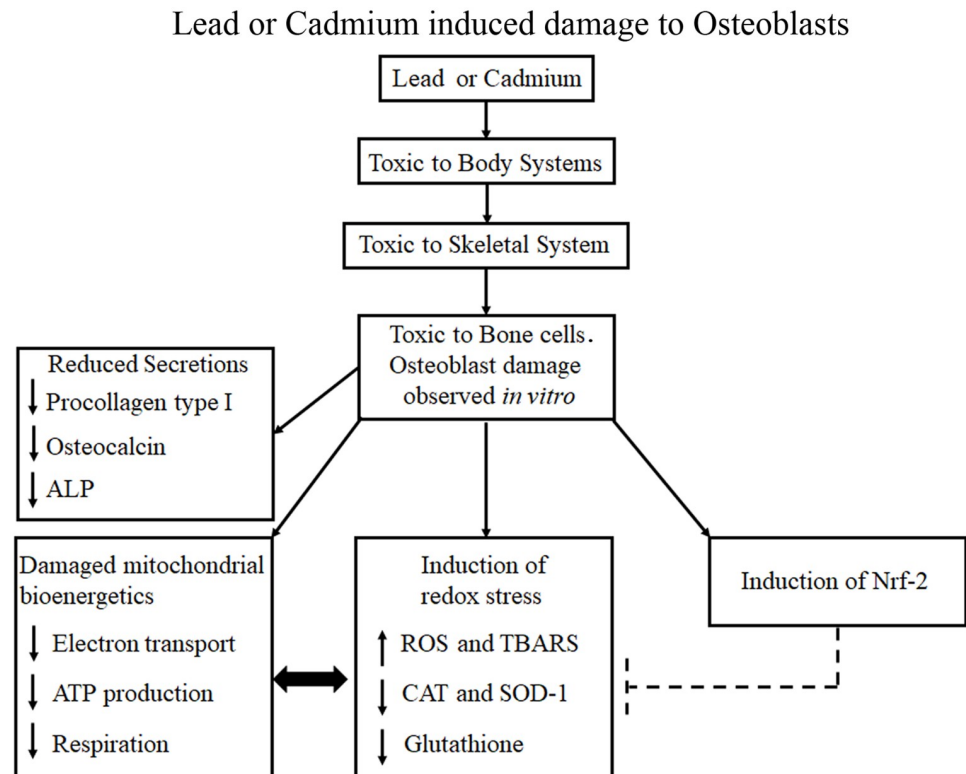 Lead or Cadmium induced damage to Osteoblasts
Lead or Cadmium
Toxic to Body Systems
Toxic to Skeletal System
Toxic to Bone cells.
Osteoblast damage
observed in vitro
Reduced Secretions
↓ Procollagen type I
↓ Osteocalcin
↓ ALP
Damaged mitochondrial
bioenergetics
↓ Electron transport
↓ ATP production
↓ Respiration
Induction of
redox stress
↑ ROS and TBARS
↓ CAT and SOD-1
↓ Glutathione
Induction of Nrf-2